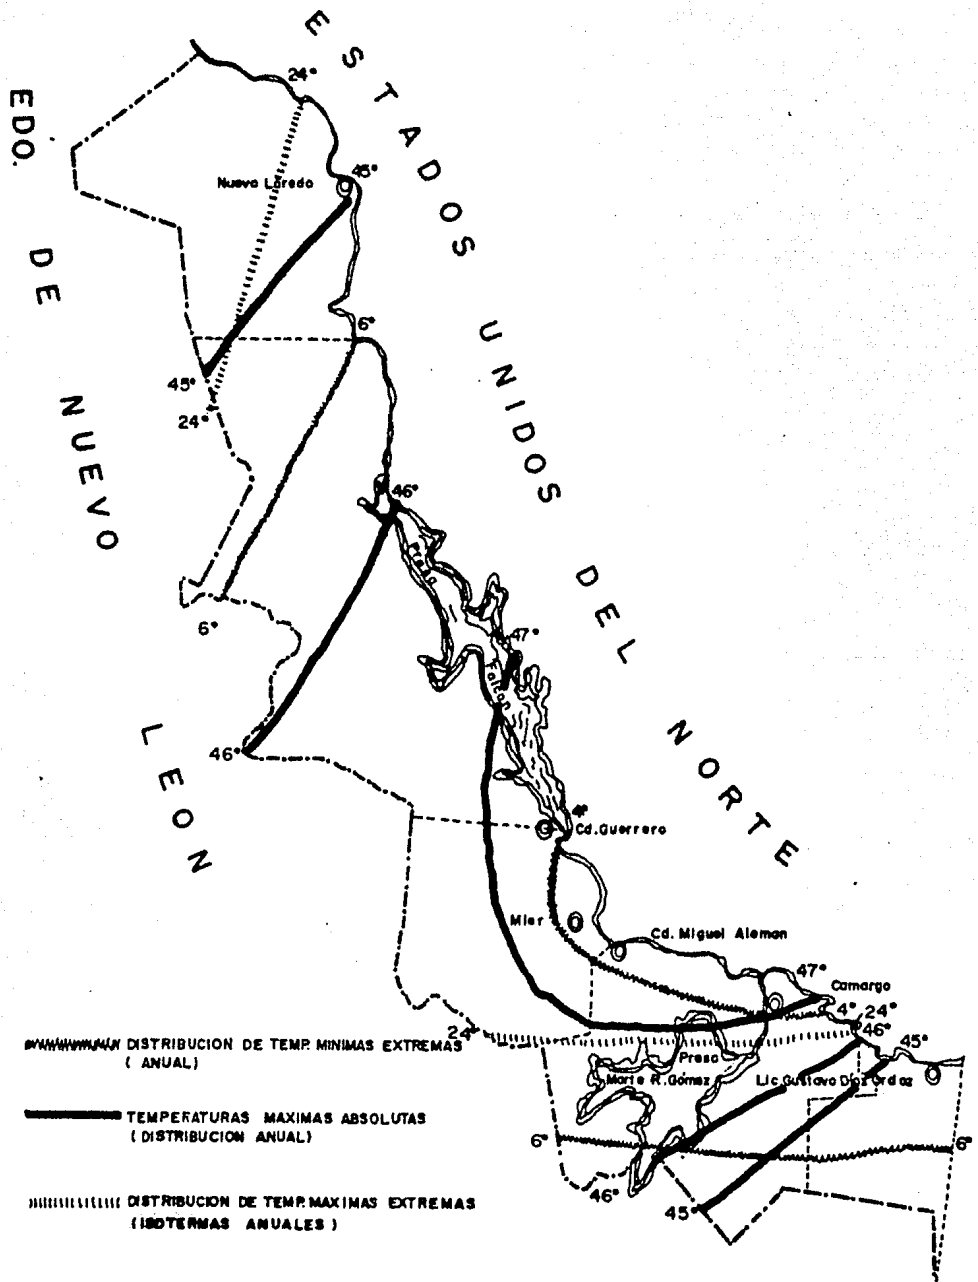 ESTADOS UNIDOS DEL NORTE
EDO. DE NUEVO LEON
24°
45°
Nuevo Laredo
6°
45°
24°
46°
Presa
6°
47°
Falcon
46°
4°
Cd. Guerrero
Mier
Cd. Miguel Aleman
47°
Camargo
4°
24°
46°
45°
24°
Presa
Marte R. Gómez
Lic. Gustavo Díaz Ordaz
6°
6°
46°
45°
DISTRIBUCION DE TEMP. MINIMAS EXTREMAS
( ANUAL )
TEMPERATURAS MAXIMAS ABSOLUTAS
( DISTRIBUCION ANUAL)
DISTRIBUCION DE TEMP. MAXIMAS EXTREMAS
(ISOTERMAS ANUALES )